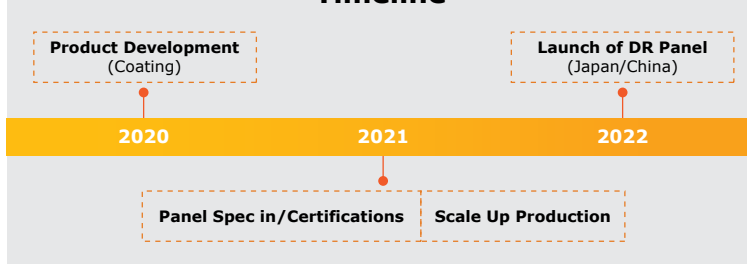 Timeline
Product Development
(Coating)
Launch of DR Panel
(Japan/China)
2020
2021
2022
Panel Spec in/Certifications
Scale Up Production